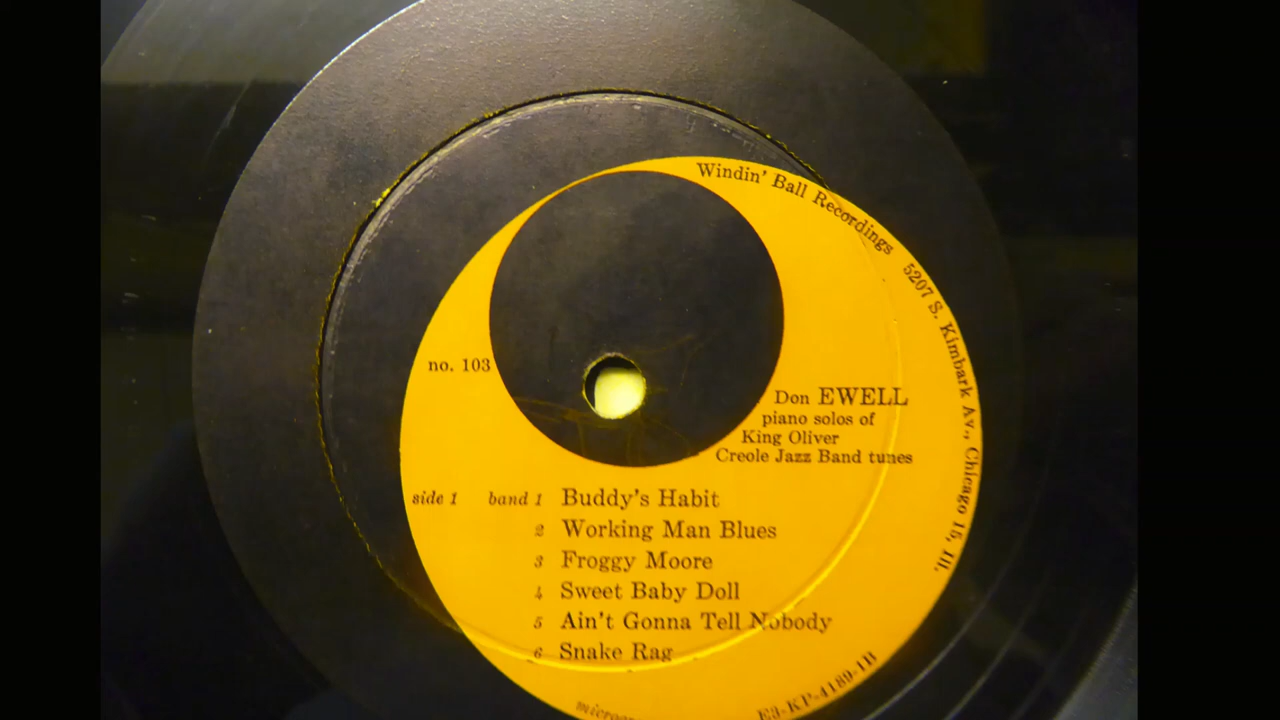 Windin' Ball Recordings 5207 S. Kimbark Av., Chicago 15, Ill.
no. 103
Don EWELL
piano solos of
King Oliver
Creole Jazz Band tunes
side 1 band 1 Buddy's Habit
2 Working Man Blues
3 Froggy Moore
4 Sweet Baby Doll
5 Ain't Gonna Tell Nobody
6 Snake Rag
E3-KP-4189-1B